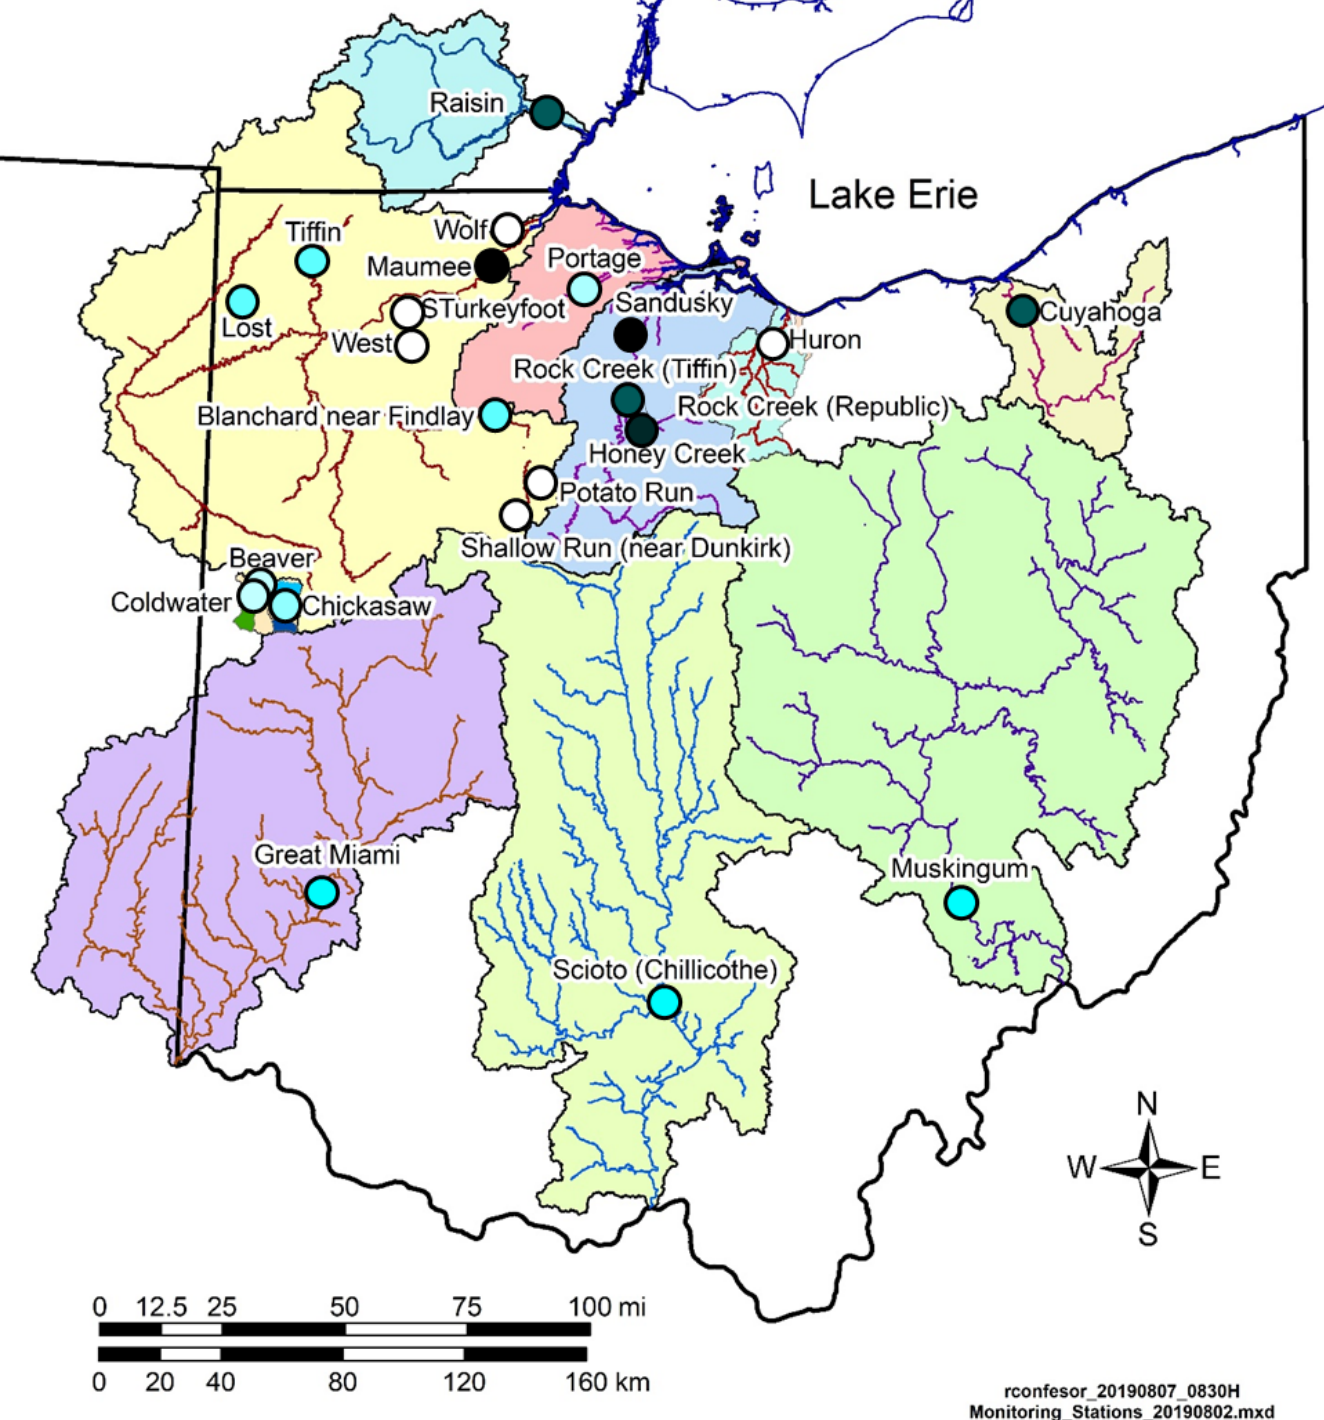 Raisin
Lake Erie
Wolf
Tiffin
Maumee
Portage
STurkeyfoot
Sandusky
Cuyahoga
Lost
West
Huron
Rock Creek (Tiffin)
Blanchard near Findlay
Rock Creek (Republic)
Honey Creek
Potato Run
Shallow Run (near Dunkirk)
Beaver
Coldwater
Chickasaw
Great Miami
Muskingum
Scioto (Chillicothe)
N
W E
S
0 12.5 25 50 75 100 mi
0 20 40 80 120 160 km
rconfesor_20190807_0830H
Monitoring_Stations_20190802.mxd